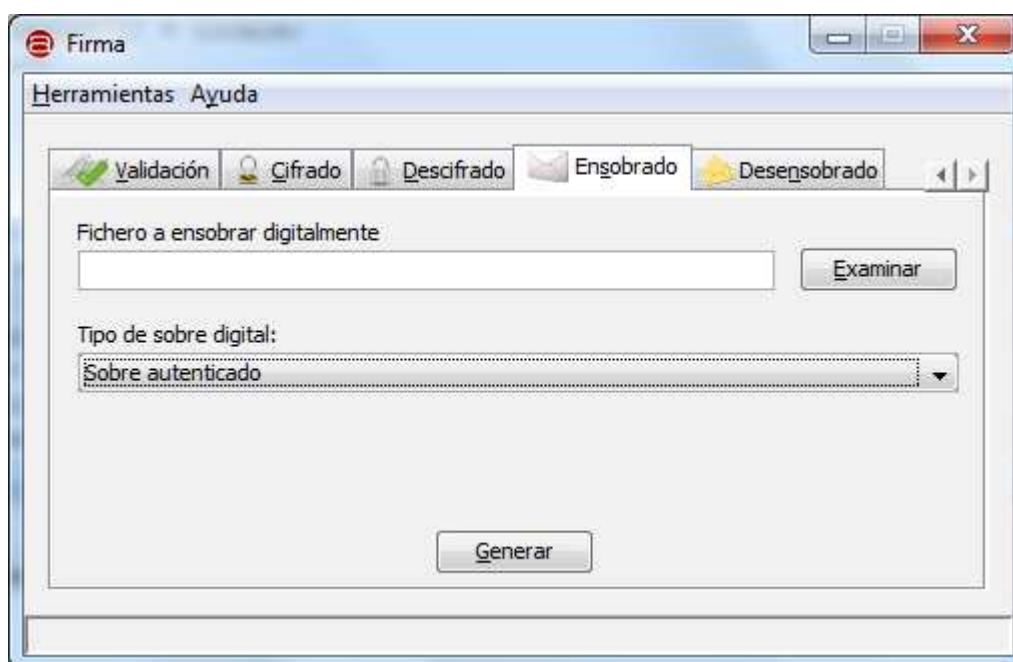 Firma
Herramientas Ayuda
Validación Cifrado Descifrado Ensobrado Desensobrado
Fichero a ensobrar digitalmente
Examinar
Tipo de sobre digital:
Sobre autenticado
Generar